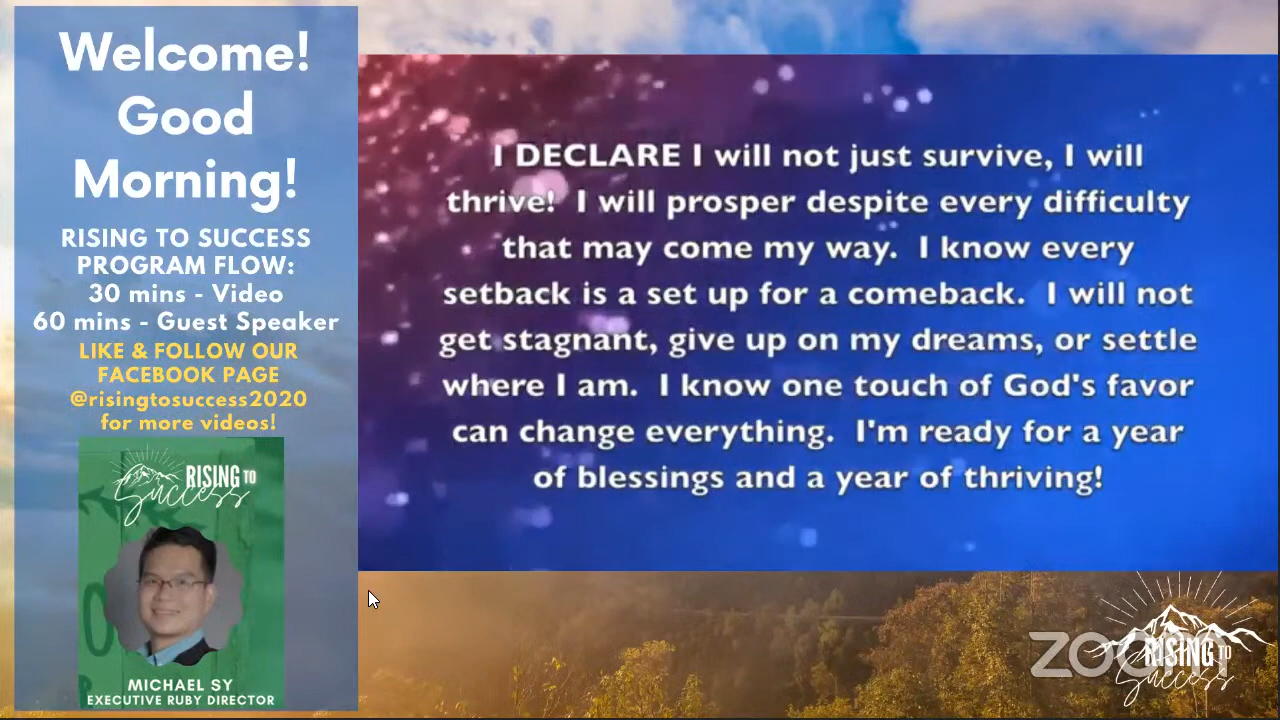 Welcome!
Good
Morning!
RISING TO SUCCESS
PROGRAM FLOW:
30 mins - Video
60 mins - Guest Speaker
LIKE & FOLLOW OUR
FACEBOOK PAGE
@risingtosuccess2020
for more videos!
RISING TO
Success
MICHAEL SY
EXECUTIVE RUBY DIRECTOR
I DECLARE I will not just survive, I will
thrive! I will prosper despite every difficulty
that may come my way. I know every
setback is a set up for a comeback. I will not
get stagnant, give up on my dreams, or settle
where I am. I know one touch of God's favor
can change everything. I'm ready for a year
of blessings and a year of thriving!
zoom
RISING TO
Success